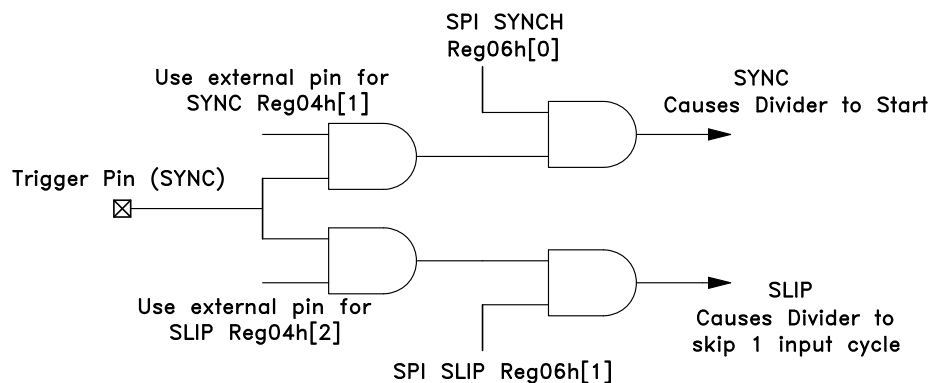 SPI SYNCH
Reg06h[0]
Use external pin for
SYNC Reg04h[1]
SYNC
Causes Divider to Start
Trigger Pin (SYNC)
Use external pin for
SLIP Reg04h[2]
SLIP
Causes Divider to
skip 1 input cycle
SPI SLIP Reg06h[1]